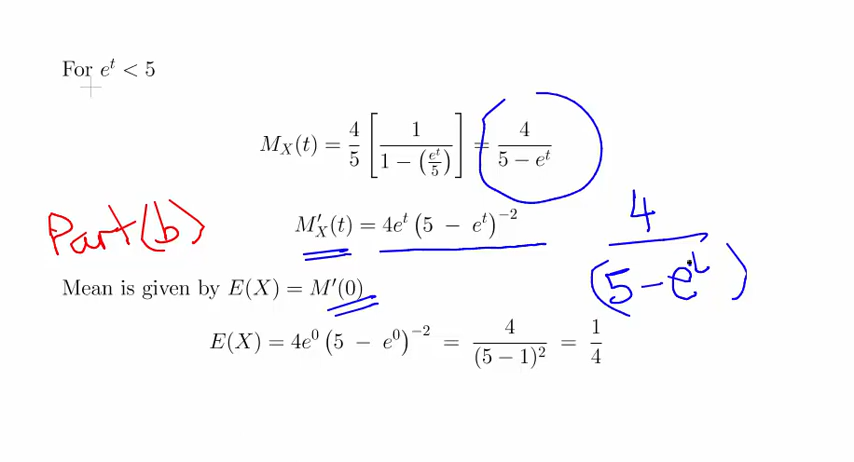 For e^t < 5
M_X(t) = 4/5 [ 1 / (1 − (e^t/5)) ] = 4 / (5 − e^t)
Part(b)
M′_X(t) = 4e^t (5 − e^t)^−2
4 / (5 − e^t)
Mean is given by E(X) = M′(0)
E(X) = 4e^0 (5 − e^0)^−2 = 4 / (5 − 1)^2 = 1/4